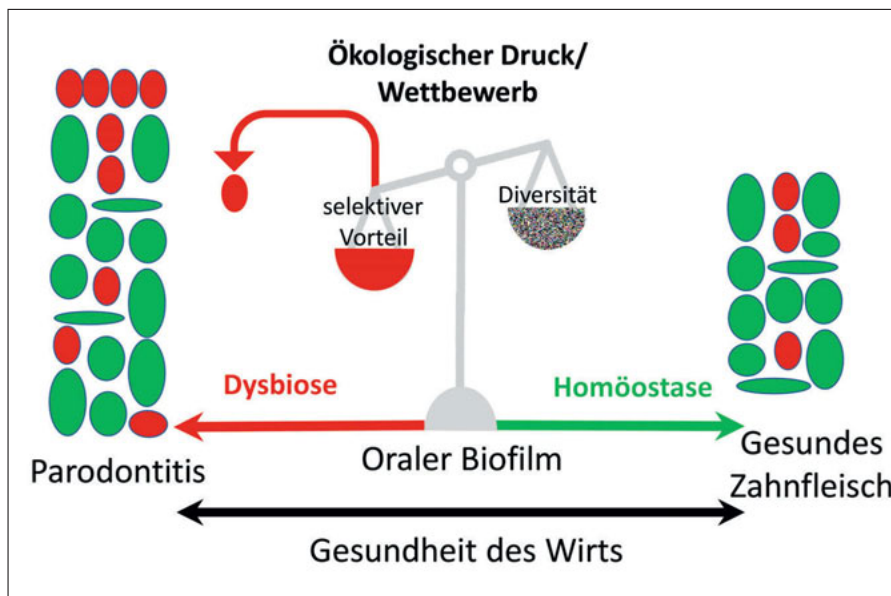 Ökologischer Druck/
Wettbewerb
selektiver
Vorteil
Diversität
Dysbiose
Homöostase
Parodontitis
Oraler Biofilm
Gesundes
Zahnfleisch
Gesundheit des Wirts